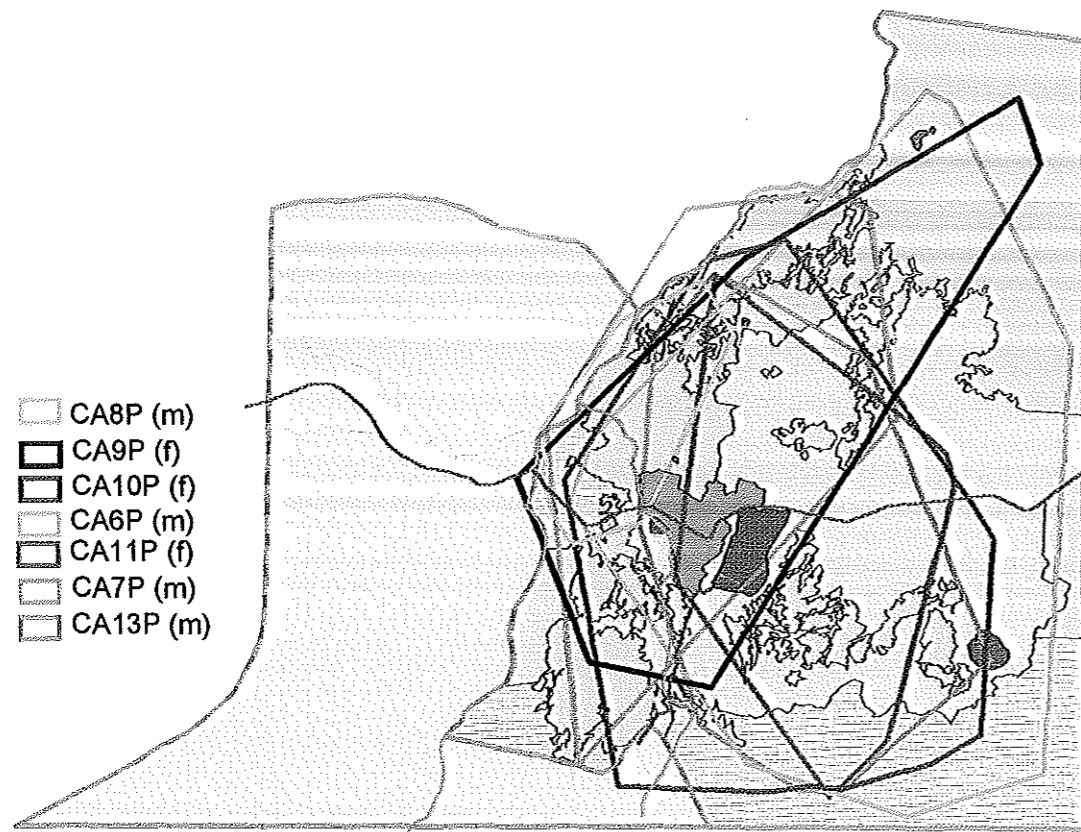 CA8P (m)
CA9P (f)
CA10P (f)
CA6P (m)
CA11P (f)
CA7P (m)
CA13P (m)